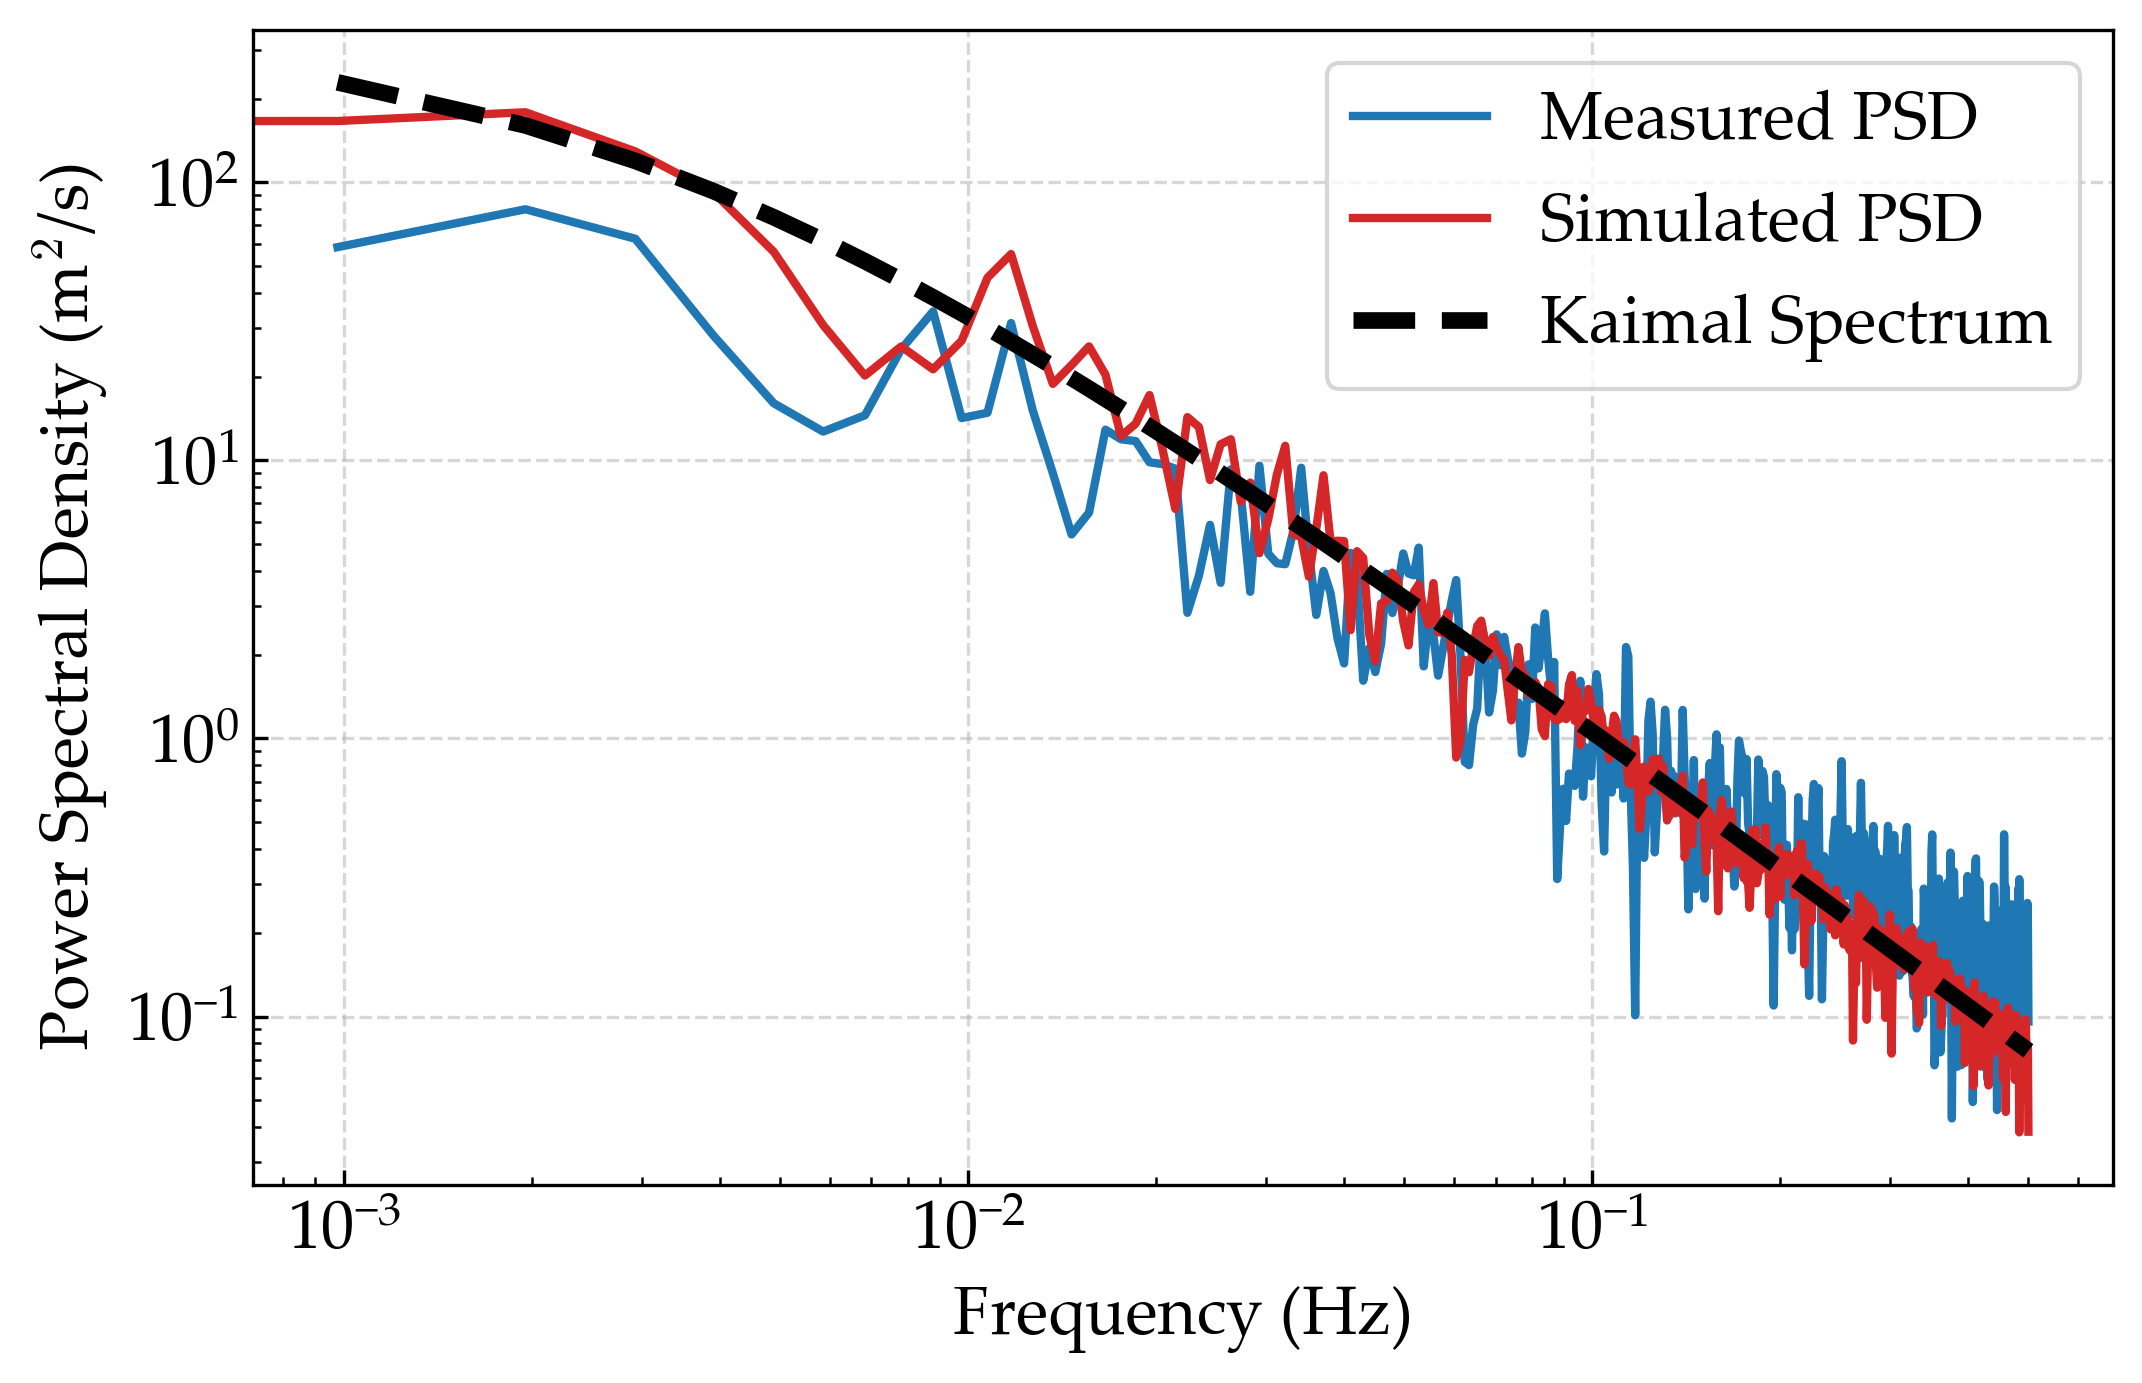 Power Spectral Density (m²/s)
10²
10¹
10⁰
10⁻¹
Measured PSD
Simulated PSD
Kaimal Spectrum
10⁻³ 10⁻² 10⁻¹
Frequency (Hz)